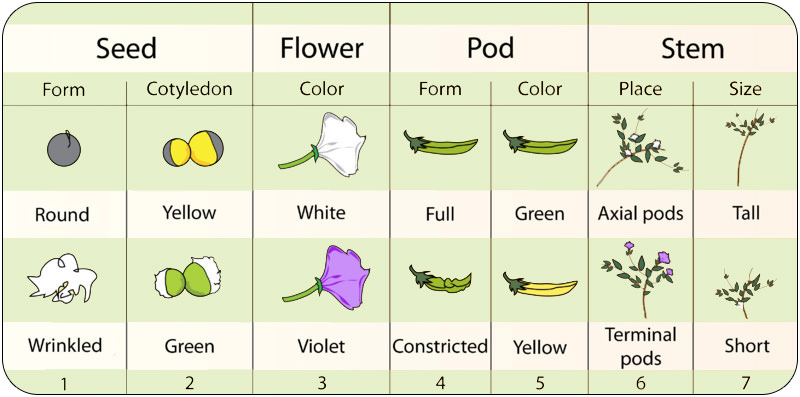 Seed Flower Pod Stem
Form Cotyledon Color Form Color Place Size
Round Yellow White Full Green Axial pods Tall
Wrinkled Green Violet Constricted Yellow Terminal pods Short
1 2 3 4 5 6 7